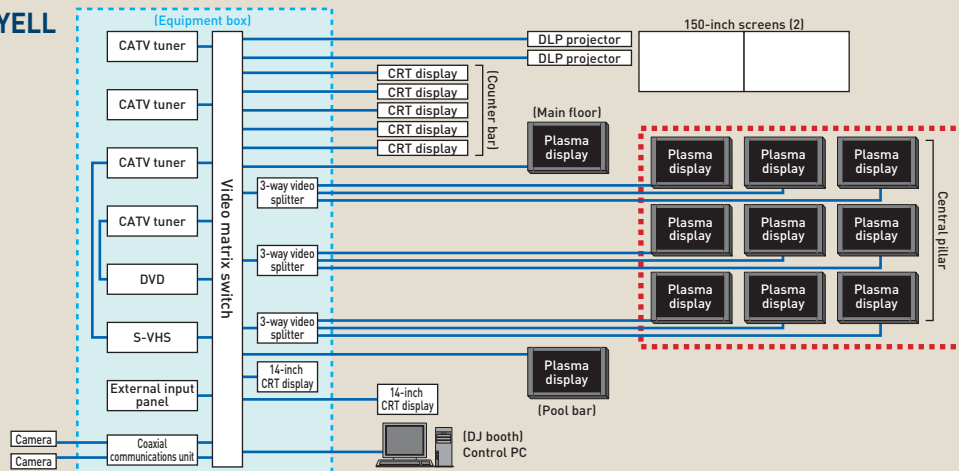 YELL
(Equipment box)
CATV tuner
CATV tuner
CATV tuner
CATV tuner
DVD
S-VHS
External input
panel
Coaxial
communications unit
Camera
Camera
Video matrix switch
3-way video
splitter
3-way video
splitter
3-way video
splitter
14-inch
CRT display
14-inch
CRT display
(DJ booth)
Control PC
DLP projector
DLP projector
150-inch screens (2)
CRT display
CRT display
CRT display
CRT display
CRT display
(Counter bar)
(Main floor)
Plasma
display
Plasma
display
Plasma
display
Plasma
display
Plasma
display
Plasma
display
Plasma
display
Plasma
display
Plasma
display
Plasma
display
Central pillar
Plasma
display
(Pool bar)